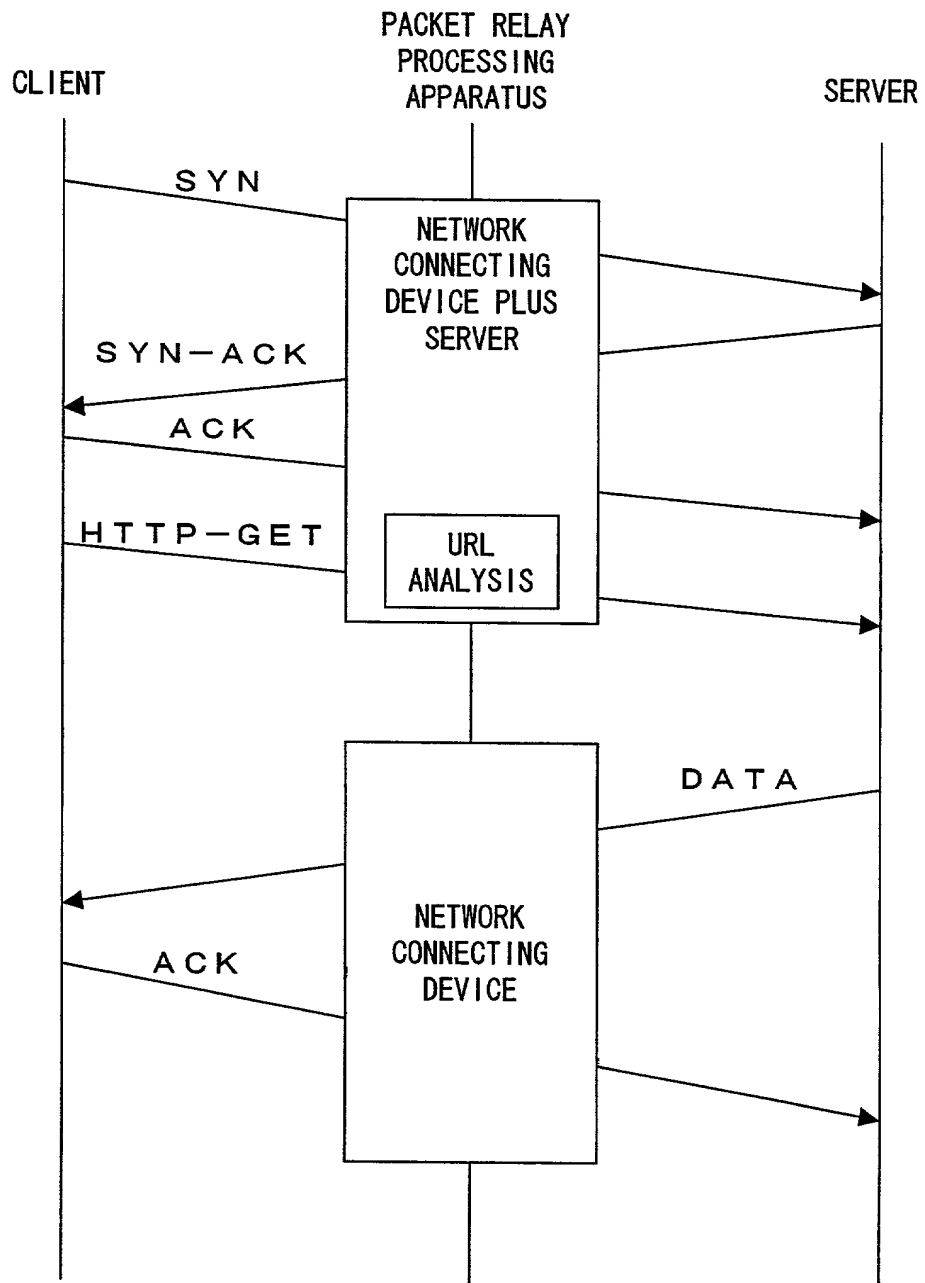 PACKET RELAY
PROCESSING
APPARATUS
CLIENT
SERVER
SYN
NETWORK
CONNECTING
DEVICE PLUS
SERVER
SYN-ACK
ACK
HTTP-GET
URL
ANALYSIS
DATA
NETWORK
CONNECTING
DEVICE
ACK